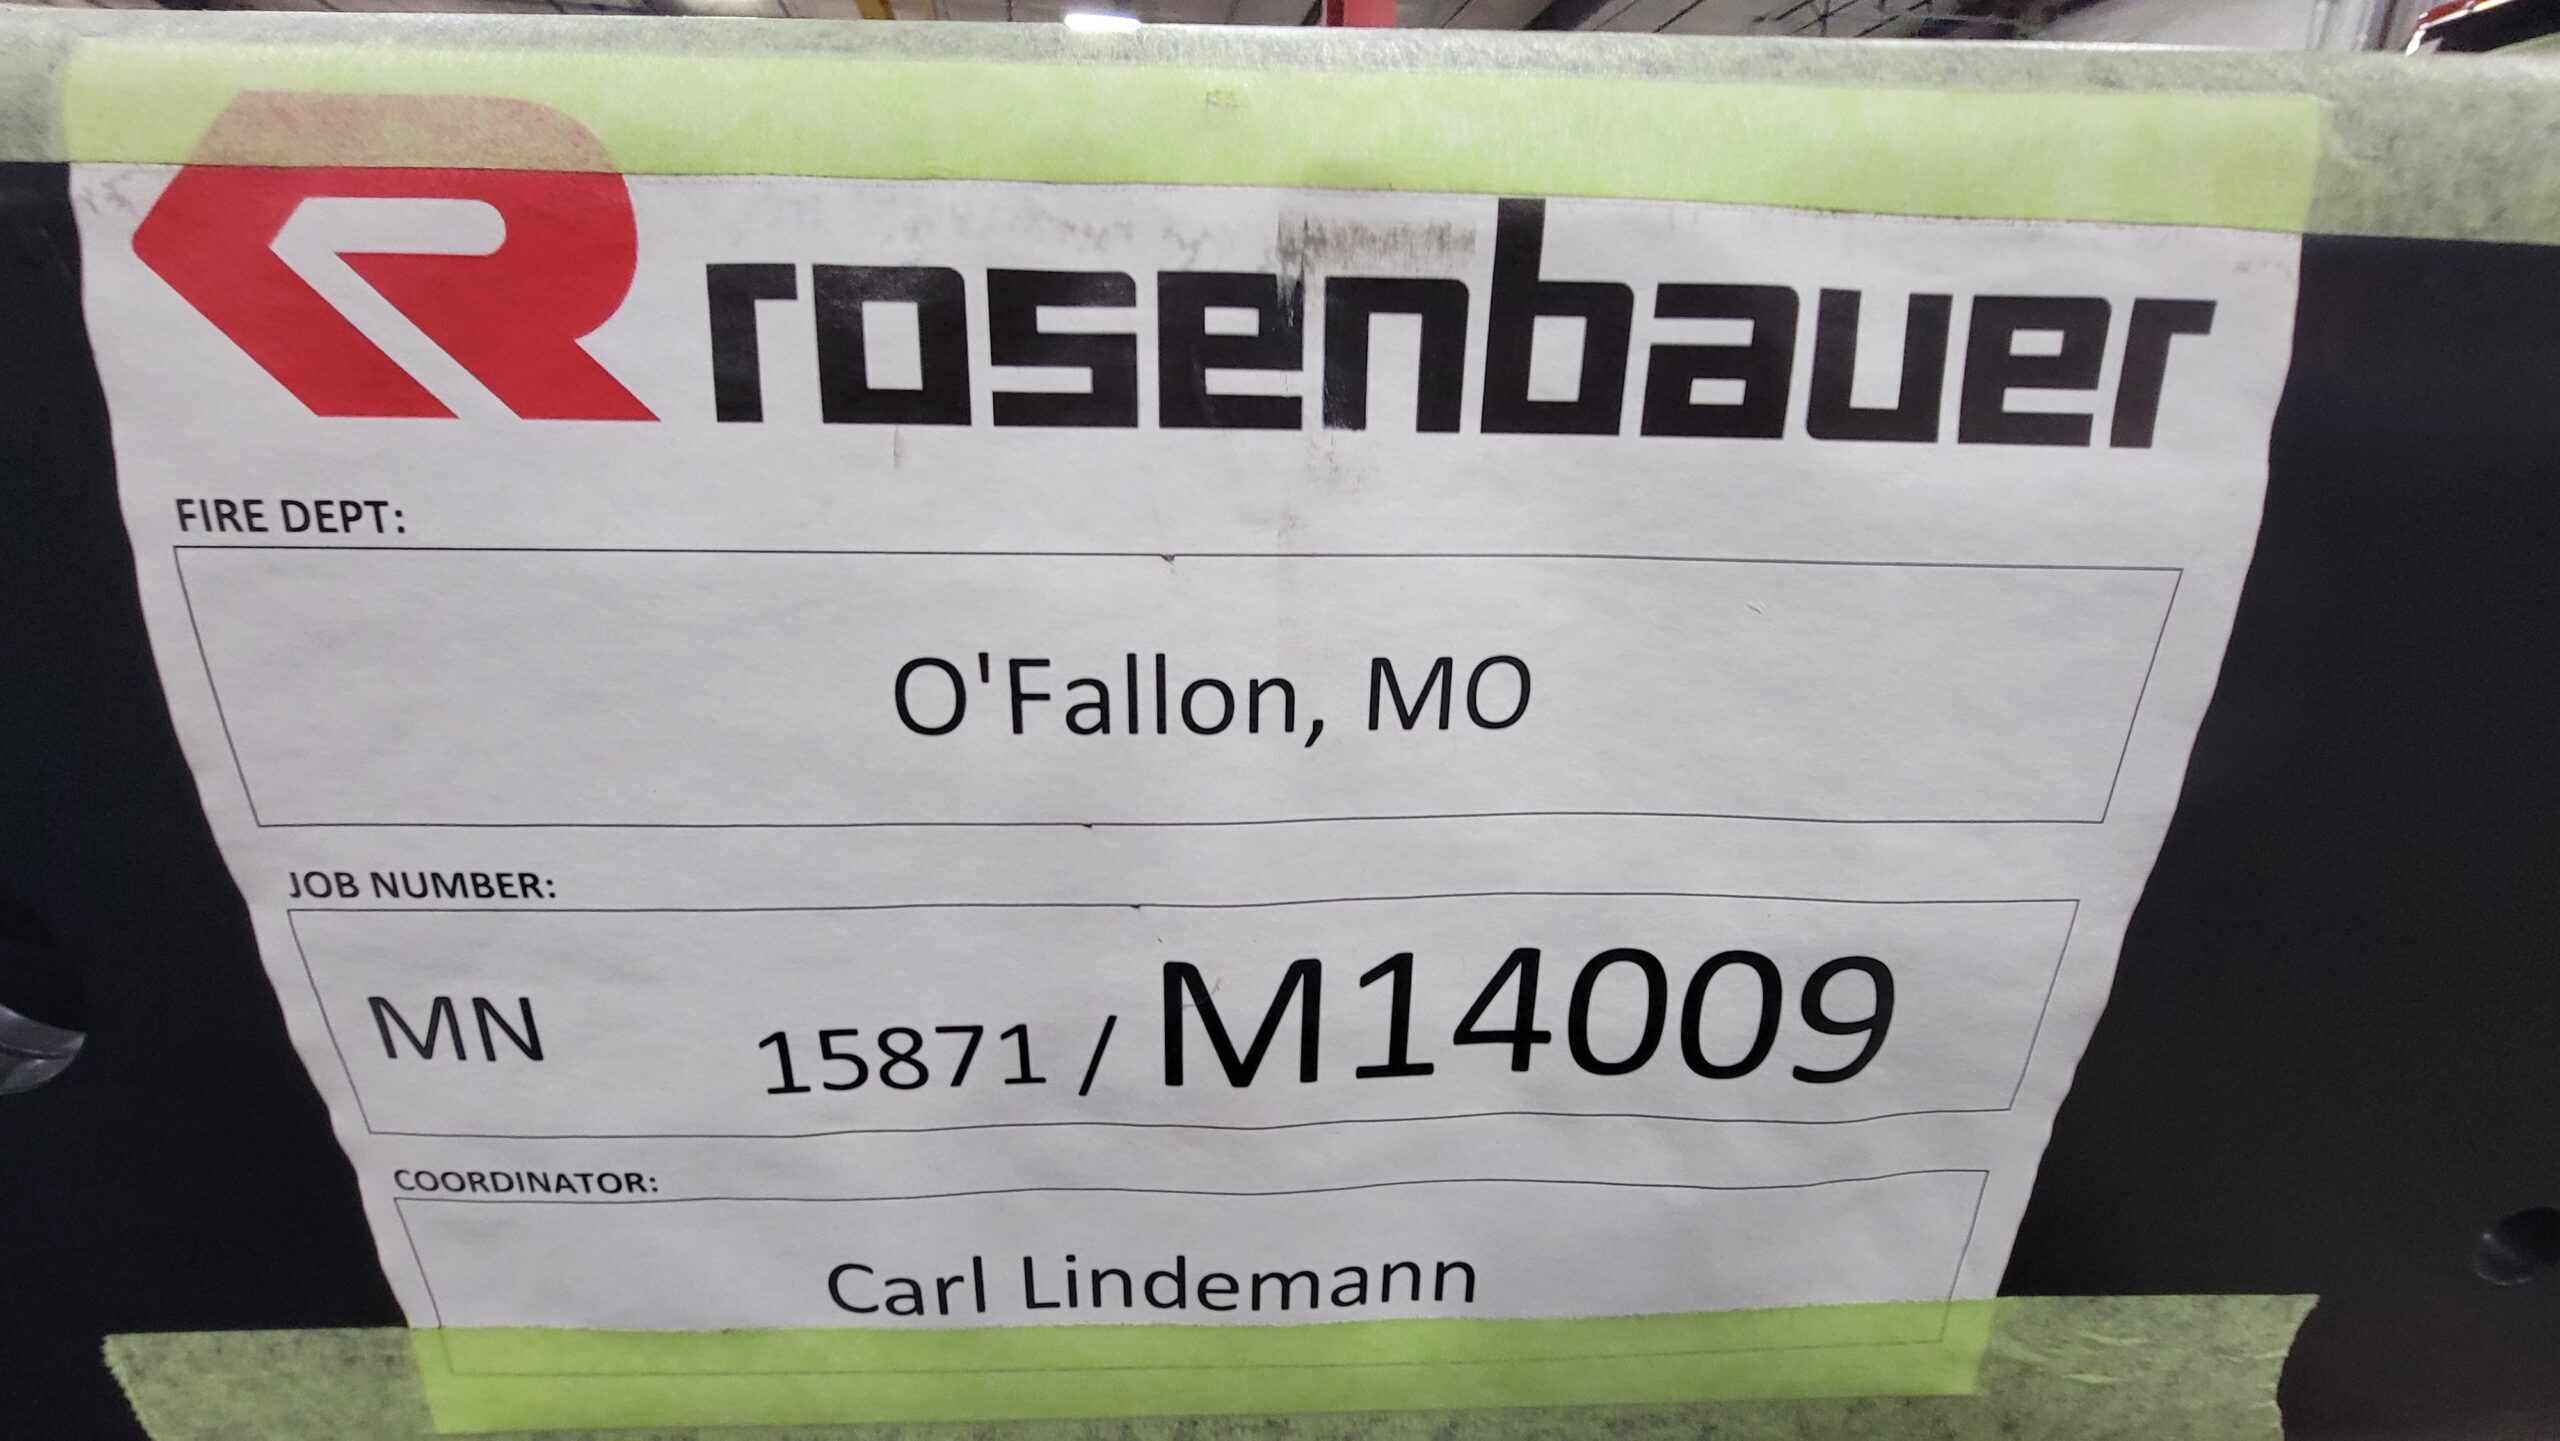 rosenbauer
FIRE DEPT:
O'Fallon, MO
JOB NUMBER:
MN 15871 / M14009
COORDINATOR:
Carl Lindemann